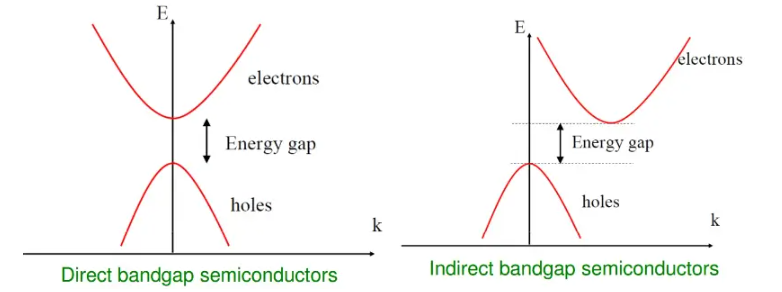 E
electrons
Energy gap
holes
k
Direct bandgap semiconductors
E
electrons
Energy gap
holes
k
Indirect bandgap semiconductors